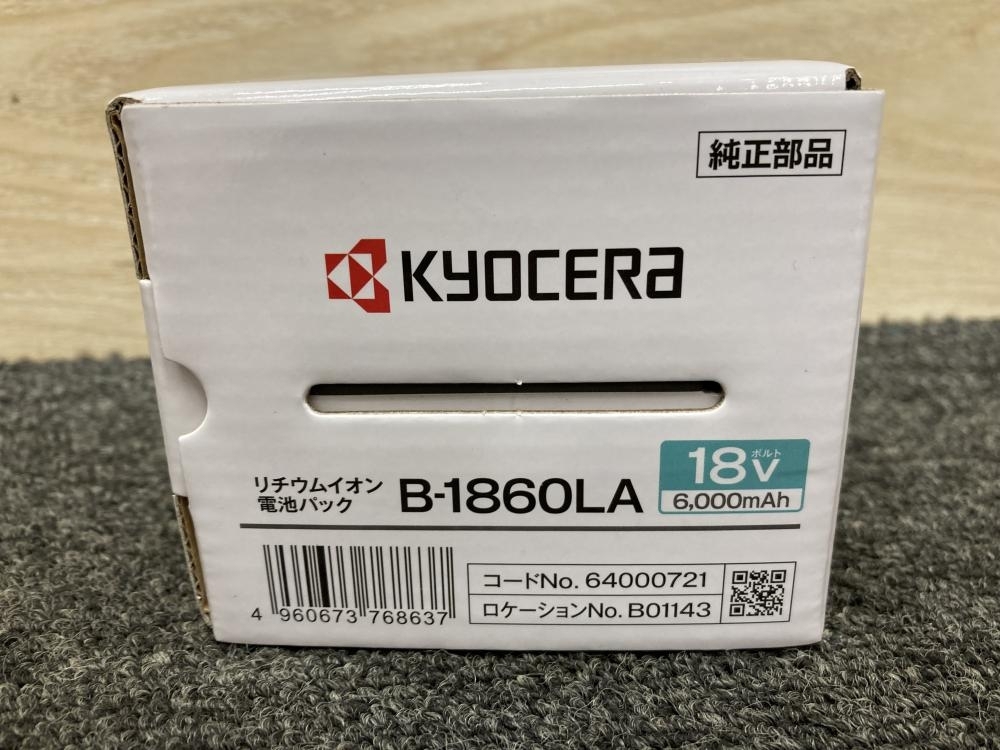 純正部品
KYOCERA
リチウムイオン
電池パック
B-1860LA
18V
ボルト
6,000mAh
4 960673 768637
コードNo. 64000721
ロケーションNo. B01143